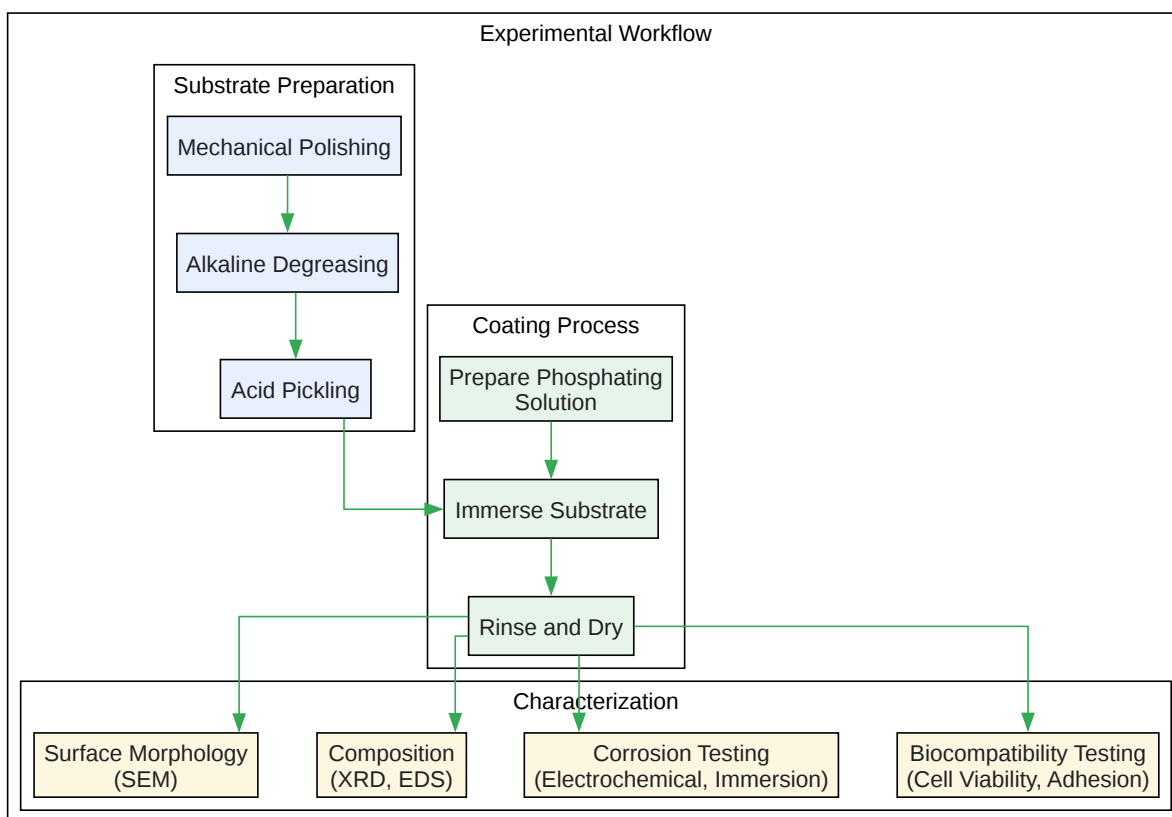 Experimental Workflow
Substrate Preparation
Mechanical Polishing
Alkaline Degreasing
Acid Pickling
Coating Process
Prepare Phosphating
Solution
Immerse Substrate
Rinse and Dry
Characterization
Surface Morphology
(SEM)
Composition
(XRD, EDS)
Corrosion Testing
(Electrochemical, Immersion)
Biocompatibility Testing
(Cell Viability, Adhesion)